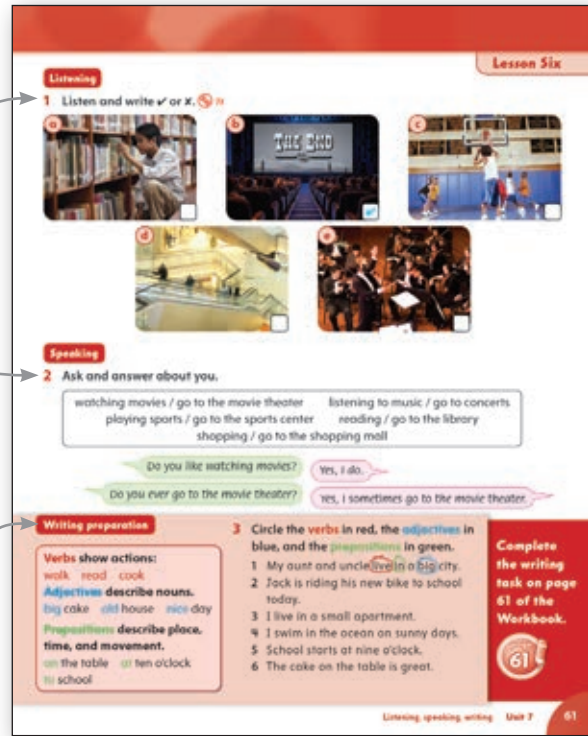 Lesson Six
Listening
1 Listen and write ✔ or ✘.
a
b
c
THE END
d
e
Speaking
2 Ask and answer about you.
watching movies / go to the movie theater listening to music / go to concerts
playing sports / go to the sports center reading / go to the library
shopping / go to the shopping mall
Do you like watching movies?
Yes, I do.
Do you ever go to the movie theater?
Yes, I sometimes go to the movie theater.
Writing preparation
Verbs show actions:
walk read cook
Adjectives describe nouns.
big cake old house nice day
Prepositions describe place,
time, and movement.
on the table at ten o'clock
to school
3 Circle the verbs in red, the adjectives in
blue, and the prepositions in green.
1 My aunt and uncle live in a big city.
2 Jack is riding his new bike to school
today.
3 I live in a small apartment.
4 I swim in the ocean on sunny days.
5 School starts at nine o'clock.
6 The cake on the table is great.
Complete
the writing
task on page
61 of the
Workbook.
61
Listening, speaking, writing Unit 7 61